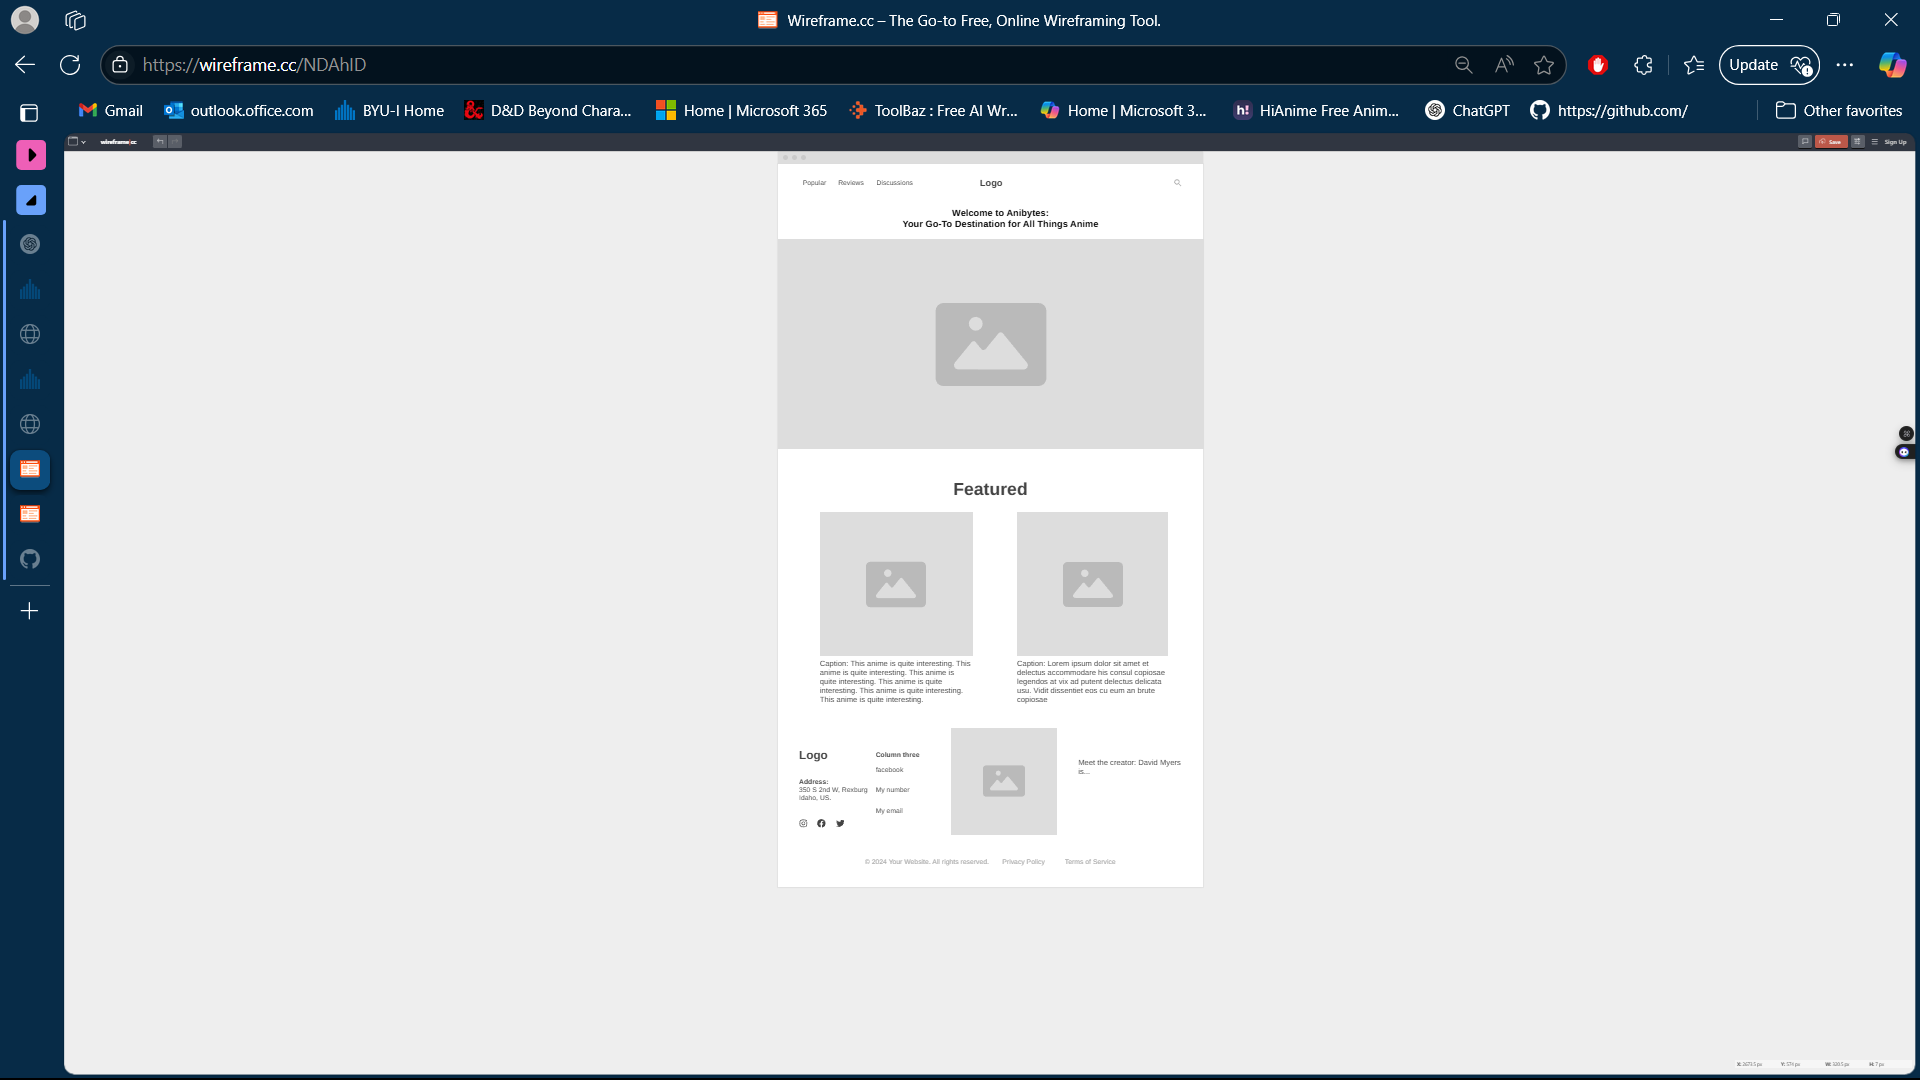 Wireframe.cc – The Go-to Free, Online Wireframing Tool.
https://wireframe.cc/NDAhID
Update
Gmail
outlook.office.com
BYU-I Home
D&D Beyond Chara...
Home | Microsoft 365
ToolBaz : Free AI Wr...
Home | Microsoft 3...
h!
HiAnime Free Anim...
ChatGPT
https://github.com/
Other favorites
wireframe.cc
Save
Sign Up
Popular
Reviews
Discussions
Logo
Welcome to Anibytes:
Your Go-To Destination for All Things Anime
Featured
Caption: This anime is quite interesting. This
anime is quite interesting. This anime is
quite interesting. This anime is quite
interesting. This anime is quite interesting.
This anime is quite interesting.
Caption: Lorem ipsum dolor sit amet et
delectus accommodare his consul copiosae
legendos at vix ad putent delectus delicata
usu. Vidit dissentiet eos cu eum an brute
copiosae
Logo
Address:
350 S 2nd W, Rexburg
Idaho, US.
Column three
facebook
My number
My email
Meet the creator: David Myers
is...
© 2024 Your Website. All rights reserved.
Privacy Policy
Terms of Service